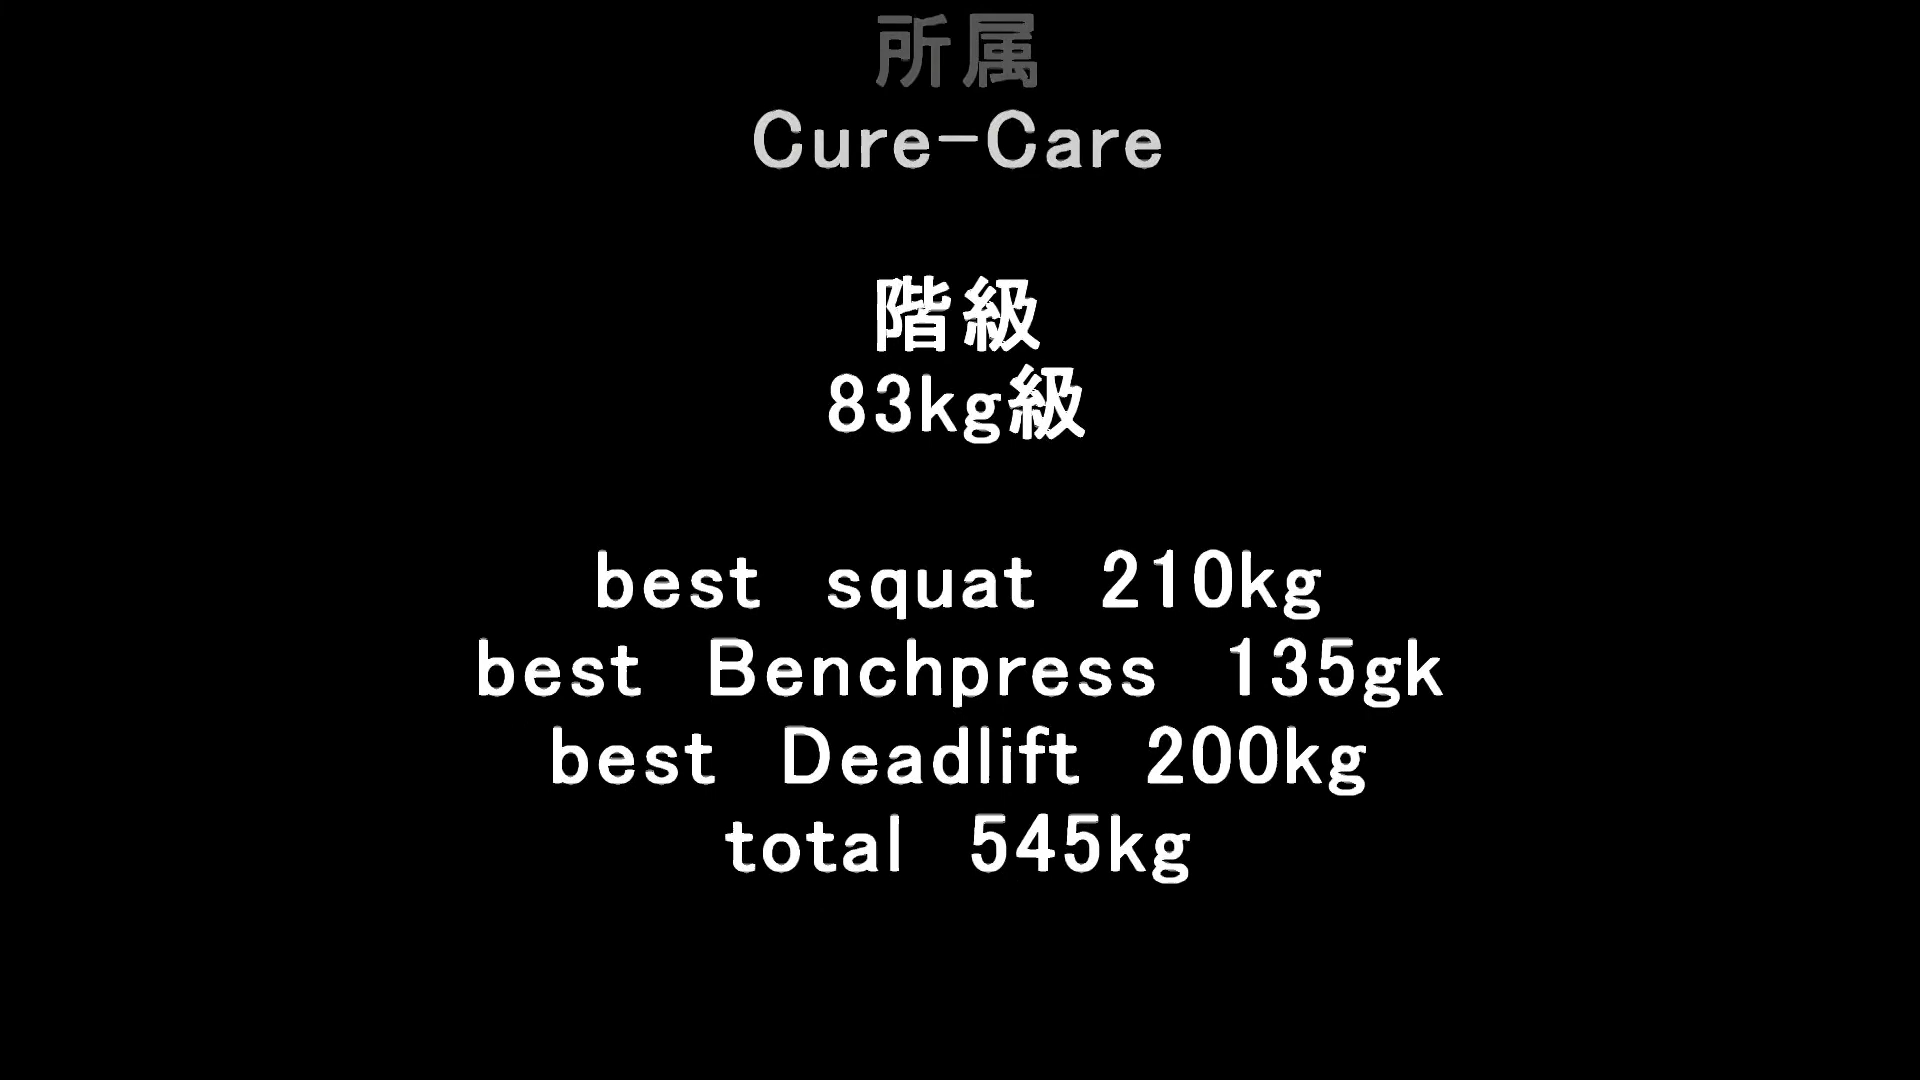 所属
Cure-Care
階級
83kg級
best squat 210kg
best Benchpress 135gk
best Deadlift 200kg
total 545kg